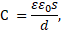 C = εε₀s/d,